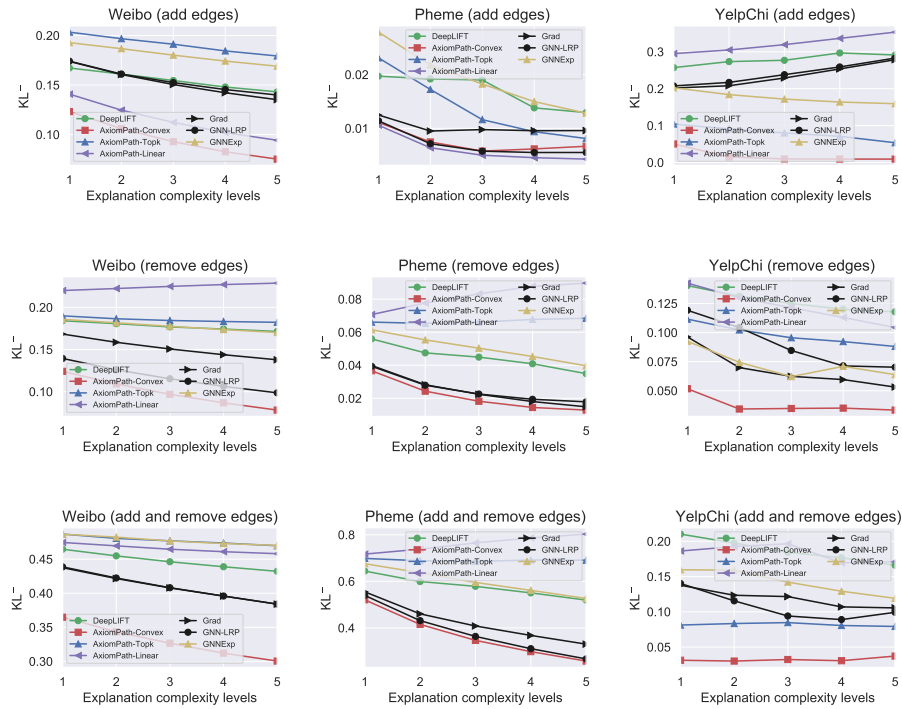 Weibo (add edges)
KL⁻
0.20
0.15
0.10
DeepLIFT
AxiomPath-Convex
AxiomPath-Topk
AxiomPath-Linear
Grad
GNN-LRP
GNNExp
1 2 3 4 5
Explanation complexity levels
Pheme (add edges)
KL⁻
0.02
0.01
DeepLIFT
AxiomPath-Convex
AxiomPath-Topk
AxiomPath-Linear
Grad
GNN-LRP
GNNExp
1 2 3 4 5
Explanation complexity levels
YelpChi (add edges)
KL⁻
0.3
0.2
0.1
0.0
DeepLIFT
AxiomPath-Convex
AxiomPath-Topk
AxiomPath-Linear
Grad
GNN-LRP
GNNExp
1 2 3 4 5
Explanation complexity levels
Weibo (remove edges)
KL⁻
0.20
0.15
0.10
DeepLIFT
AxiomPath-Convex
AxiomPath-Topk
AxiomPath-Linear
Grad
GNN-LRP
GNNExp
1 2 3 4 5
Explanation complexity levels
Pheme (remove edges)
KL⁻
0.08
0.06
0.04
0.02
DeepLIFT
AxiomPath-Convex
AxiomPath-Topk
AxiomPath-Linear
Grad
GNN-LRP
GNNExp
1 2 3 4 5
Explanation complexity levels
YelpChi (remove edges)
KL⁻
0.125
0.100
0.075
0.050
DeepLIFT
AxiomPath-Convex
AxiomPath-Topk
AxiomPath-Linear
Grad
GNN-LRP
GNNExp
1 2 3 4 5
Explanation complexity levels
Weibo (add and remove edges)
KL⁻
0.45
0.40
0.35
0.30
DeepLIFT
AxiomPath-Convex
AxiomPath-Topk
AxiomPath-Linear
Grad
GNN-LRP
GNNExp
1 2 3 4 5
Explanation complexity levels
Pheme (add and remove edges)
KL⁻
0.8
0.6
0.4
DeepLIFT
AxiomPath-Convex
AxiomPath-Topk
AxiomPath-Linear
Grad
GNN-LRP
GNNExp
1 2 3 4 5
Explanation complexity levels
YelpChi (add and remove edges)
KL⁻
0.20
0.15
0.10
0.05
DeepLIFT
AxiomPath-Convex
AxiomPath-Topk
AxiomPath-Linear
Grad
GNN-LRP
GNNExp
1 2 3 4 5
Explanation complexity levels